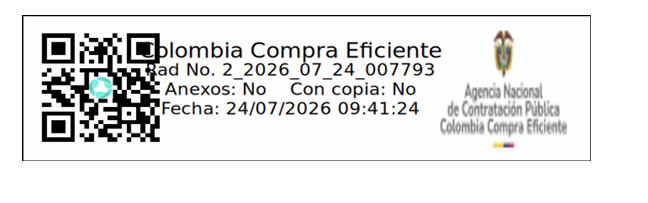 Colombia Compra Eficiente
Rad No. 2_2026_07_24_007793
Anexos: No    Con copia: No
Fecha: 24/07/2026 09:41:24
Agencia Nacional
de Contratación Pública
Colombia Compra Eficiente